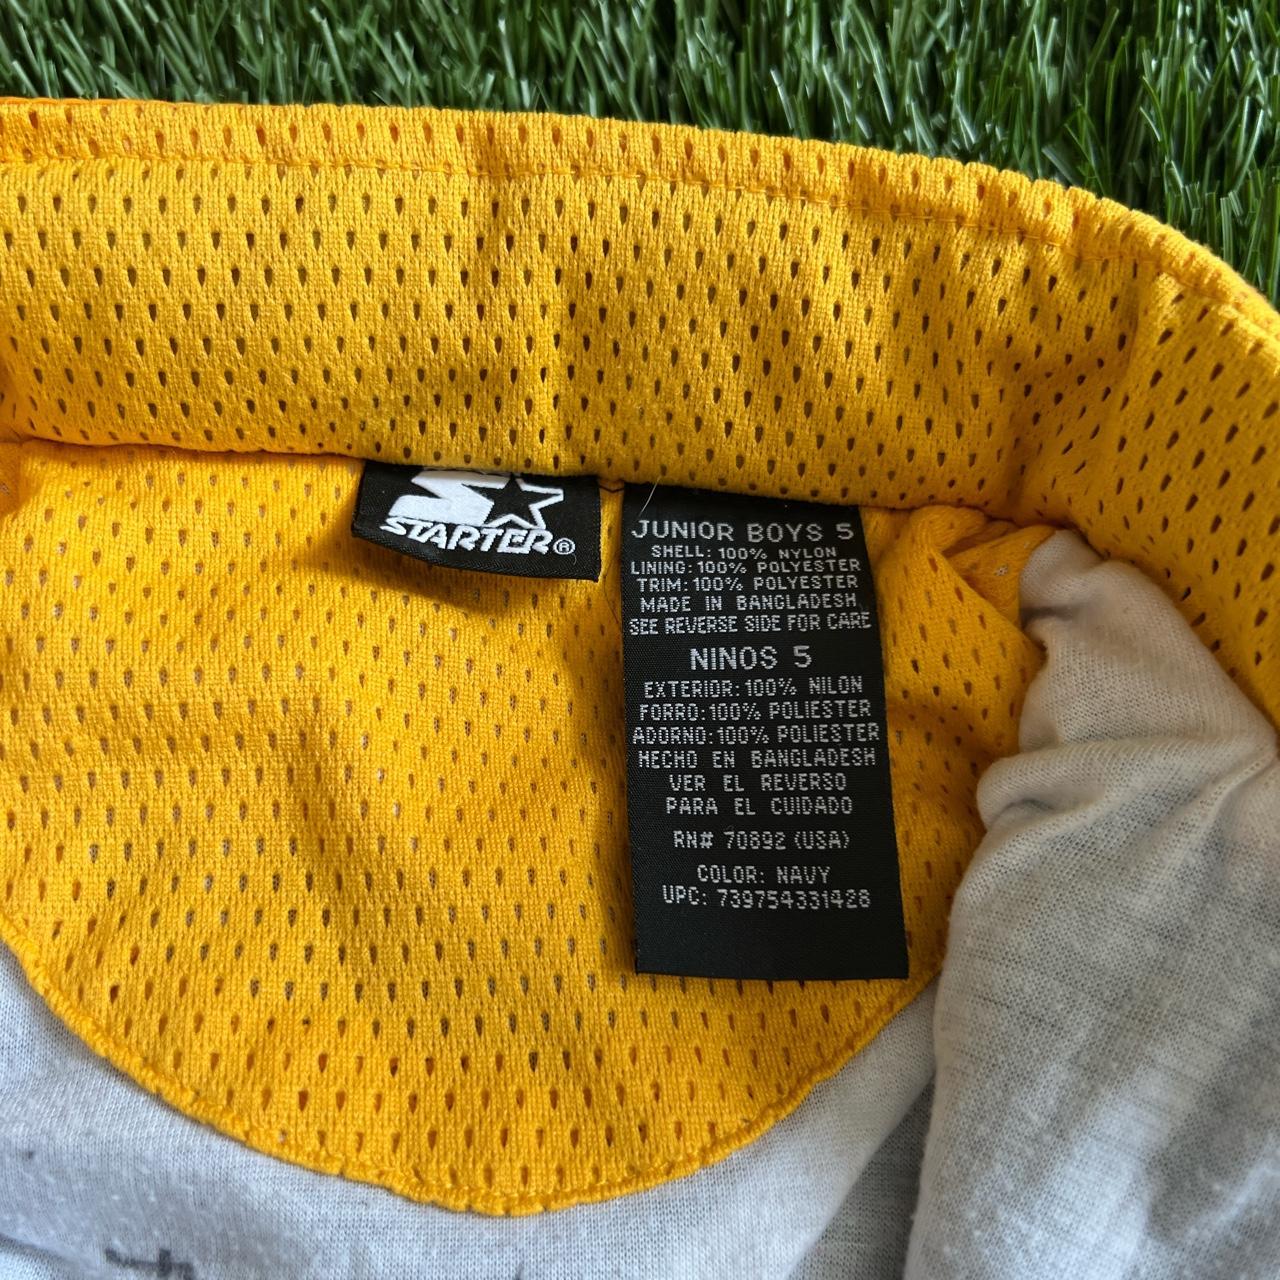 STARTER®
JUNIOR BOYS 5
SHELL: 100% NYLON
LINING: 100% POLYESTER
TRIM: 100% POLYESTER
MADE IN BANGLADESH
SEE REVERSE SIDE FOR CARE
NINOS 5
EXTERIOR: 100% NILON
FORRO: 100% POLIESTER
ADORNO: 100% POLIESTER
HECHO EN BANGLADESH
VER EL REVERSO
PARA EL CUIDADO
RN# 70892 (USA)
COLOR: NAVY
UPC: 739754331428